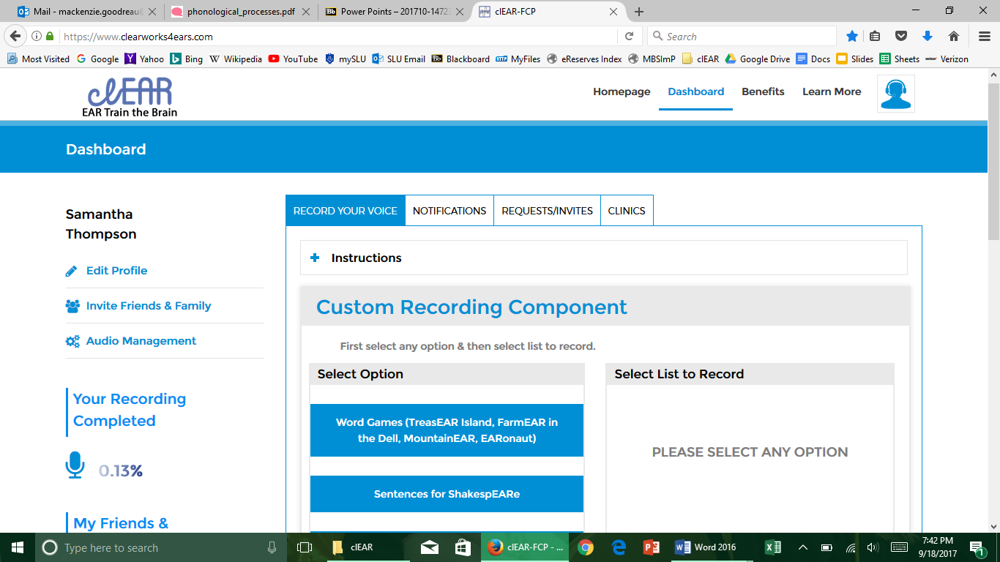 Mail - mackenzie.goodreau
phonological_processes.pdf
Power Points – 201710-1472
clEAR-FCP
https://www.clearworks4ears.com
Search
Most Visited Google Yahoo Bing Wikipedia YouTube mySLU SLU Email Blackboard MyFiles eReserves Index MBSImP clEAR Google Drive Docs Slides Sheets Verizon
clEAR
EAR Train the Brain
Homepage Dashboard Benefits Learn More
Dashboard
Samantha
Thompson
Edit Profile
Invite Friends & Family
Audio Management
Your Recording
Completed
0.13%
My Friends &
RECORD YOUR VOICE NOTIFICATIONS REQUESTS/INVITES CLINICS
Instructions
Custom Recording Component
First select any option & then select list to record.
Select Option
Word Games (TreasEAR Island, FarmEAR in
the Dell, MountainEAR, EARonaut)
Sentences for ShakespEARe
Select List to Record
PLEASE SELECT ANY OPTION
Type here to search
clEAR
clEAR-FCP - ...
Word 2016
7:42 PM
9/18/2017
1